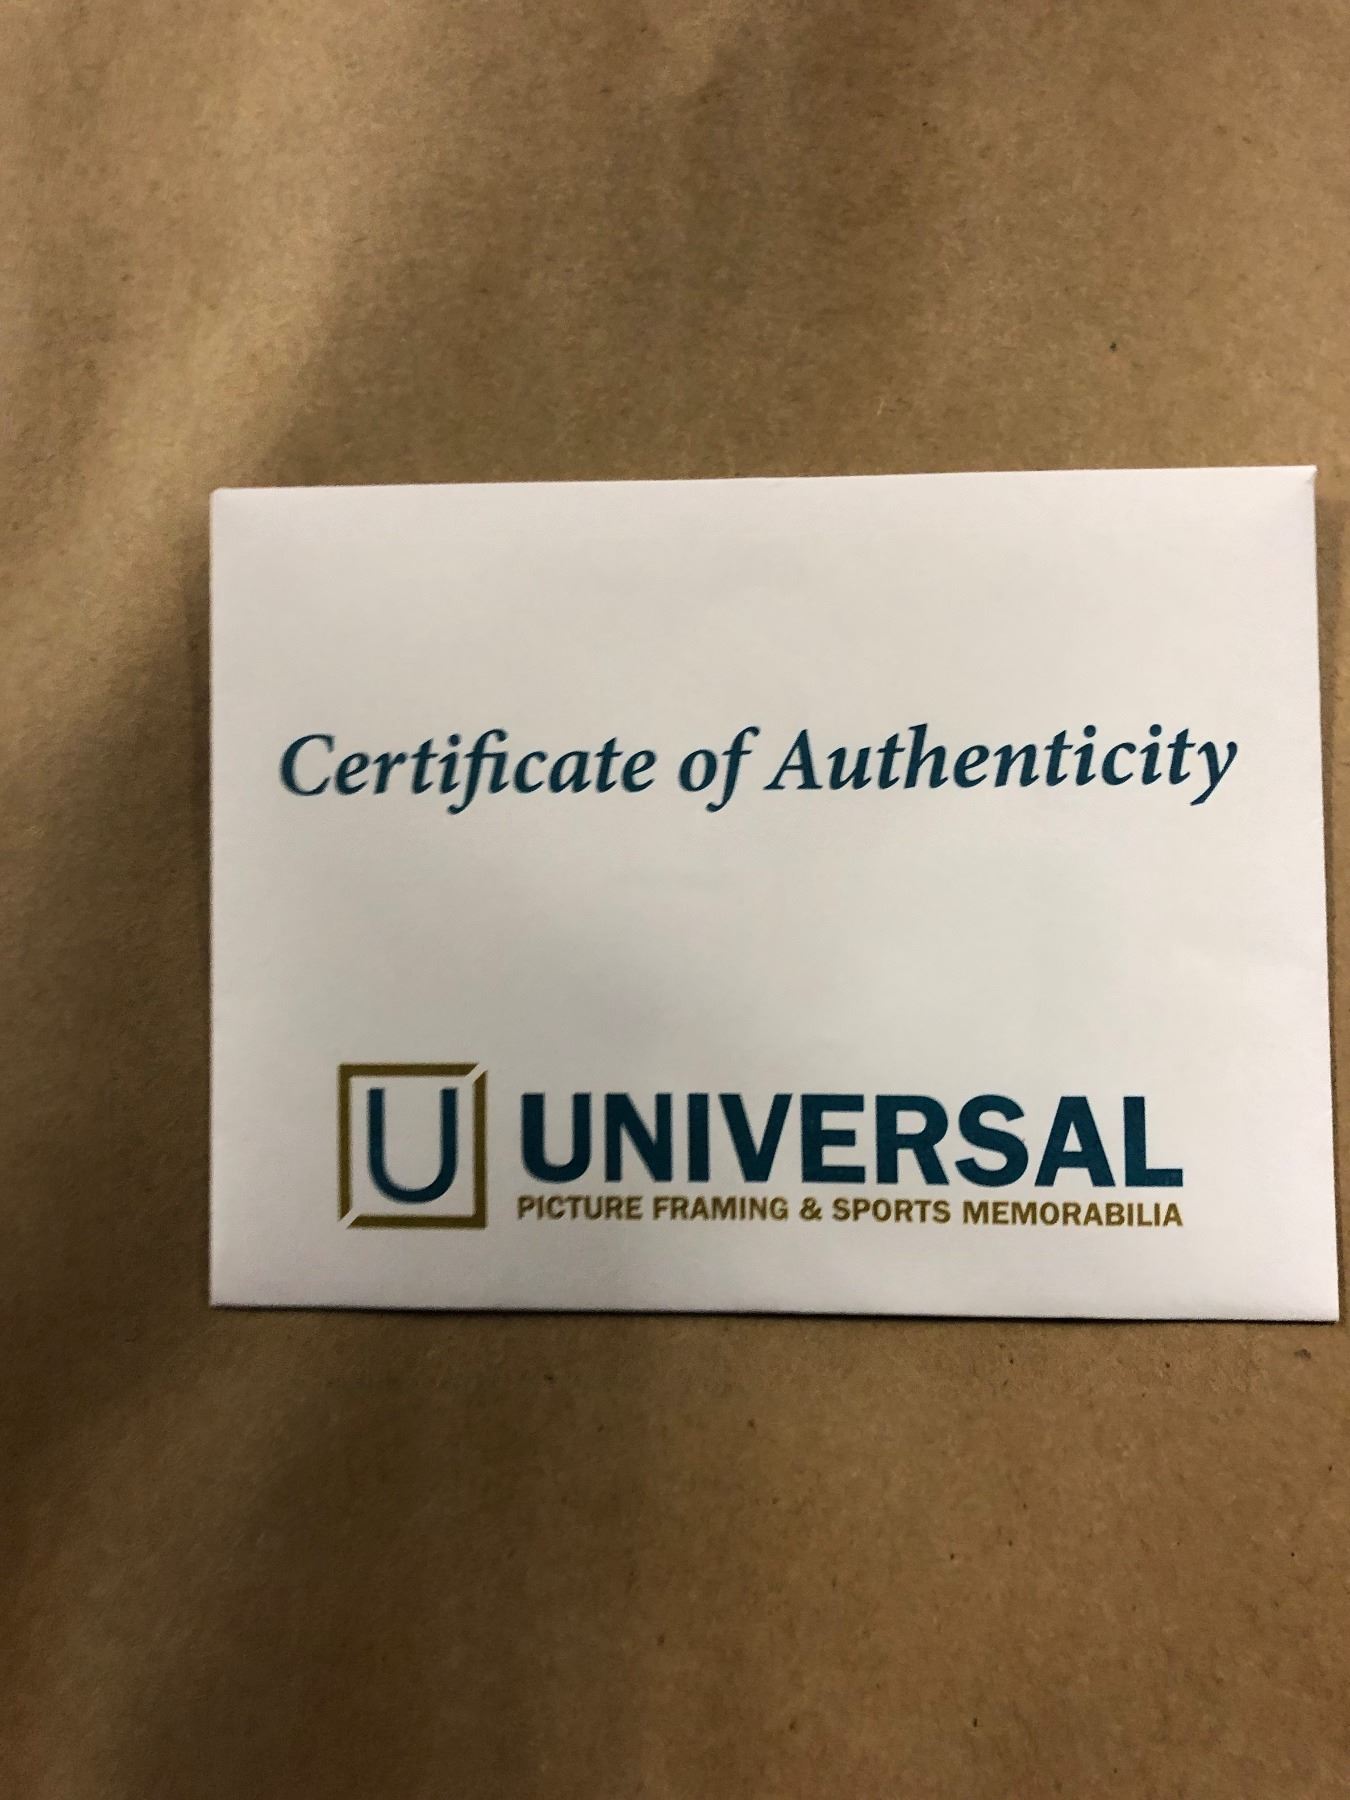 Certificate of Authenticity
U
UNIVERSAL
PICTURE FRAMING & SPORTS MEMORABILIA